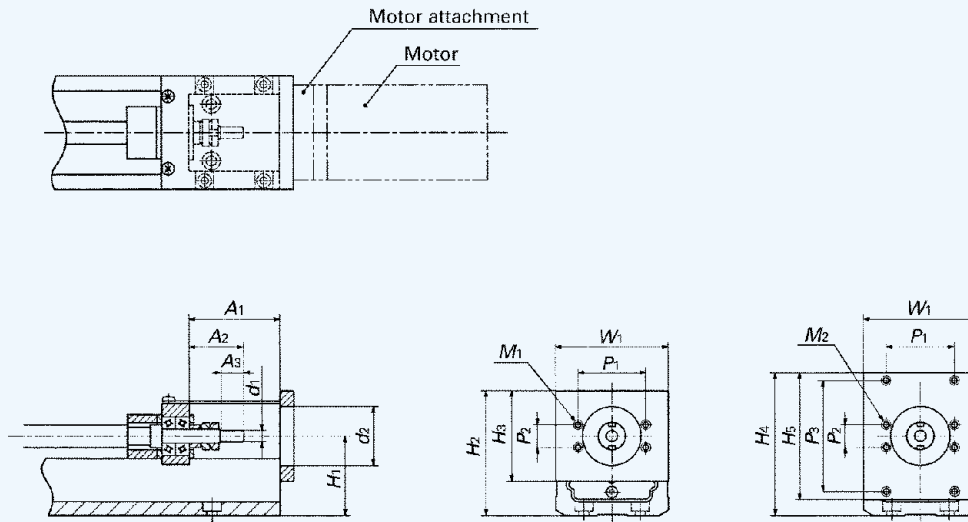 Motor attachment
Motor
A1
A2
A3
d1
d2
H1
W1
M1
P1
H2
H3
P2
W1
M2
P1
H4
H5
P3
P2